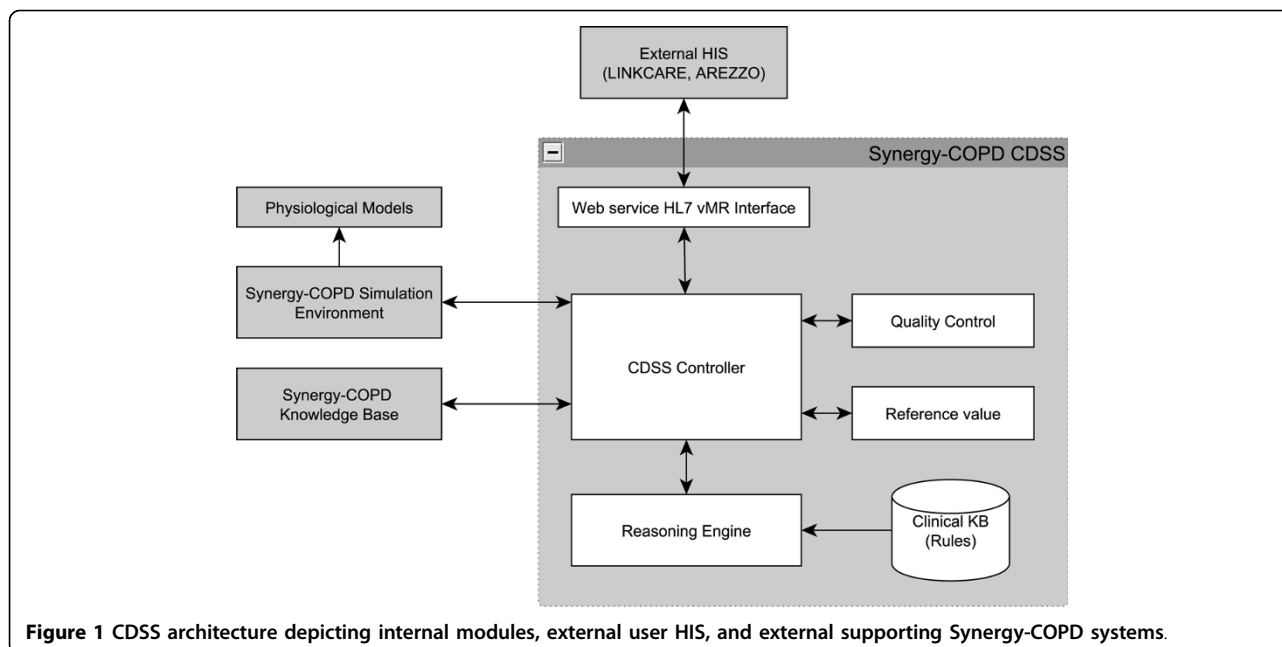 External HIS
(LINKCARE, AREZZO)
Synergy-COPD CDSS
Physiological Models
Web service HL7 vMR Interface
Synergy-COPD Simulation
Environment
Quality Control
CDSS Controller
Synergy-COPD
Knowledge Base
Reference value
Reasoning Engine
Clinical KB
(Rules)
Figure 1 CDSS architecture depicting internal modules, external user HIS, and external supporting Synergy-COPD systems.